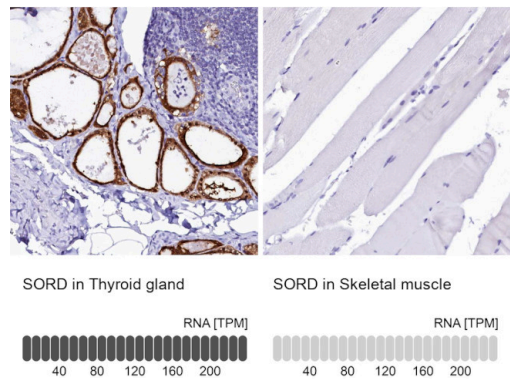 SORD in Thyroid gland
RNA [TPM]
40 80 120 160 200
SORD in Skeletal muscle
RNA [TPM]
40 80 120 160 200